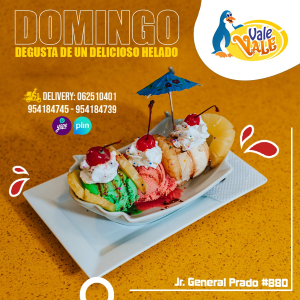 DOMINGO
DEGUSTA DE UN DELICIOSO HELADO
Vale
VALE
DELIVERY: 062510401
954184745 - 954184739
yape
plin
Jr. General Prado #880